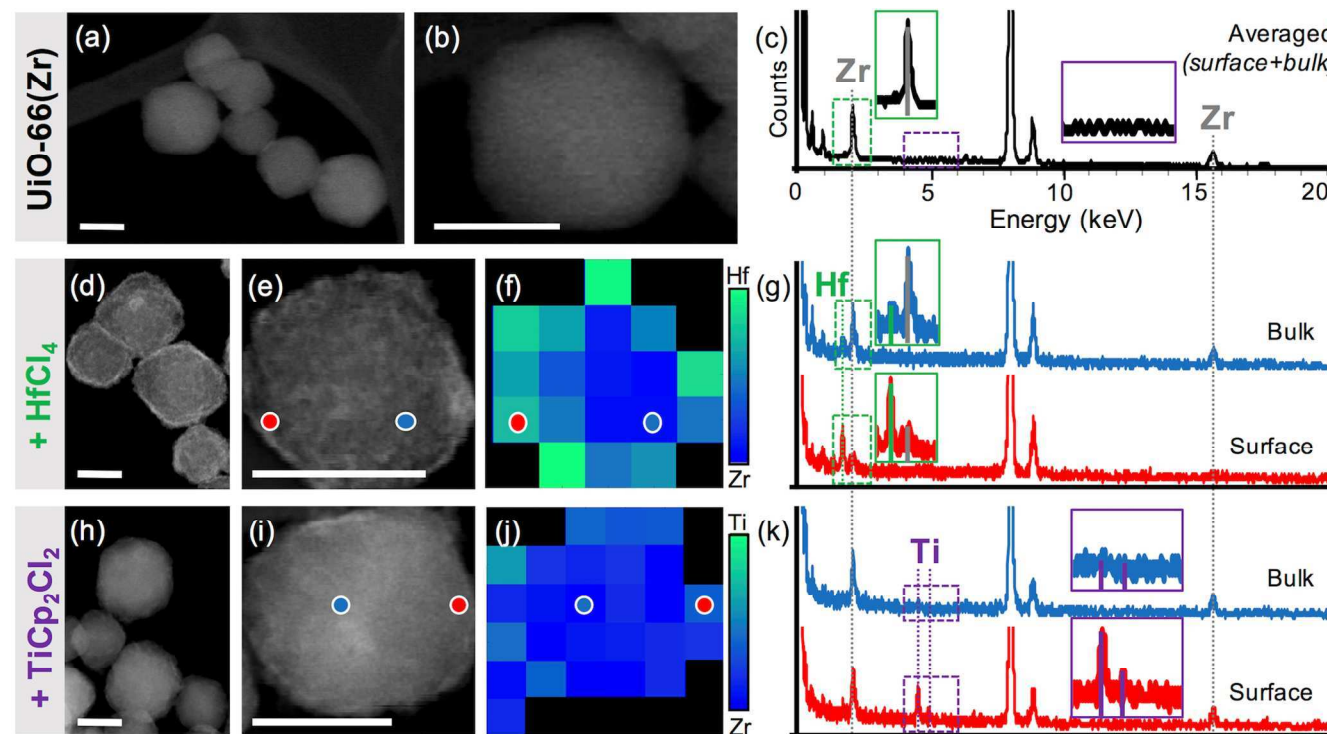 UiO-66(Zr)
(a)
(b)
(c)
Averaged
(surface+bulk)
Counts
Zr
Zr
0 5 10 15 20
Energy (keV)
+ HfCl₄
(d)
(e)
(f)
Hf
Zr
(g)
Hf
Bulk
Surface
+ TiCp₂Cl₂
(h)
(i)
(j)
Ti
Zr
(k)
Ti
Bulk
Surface